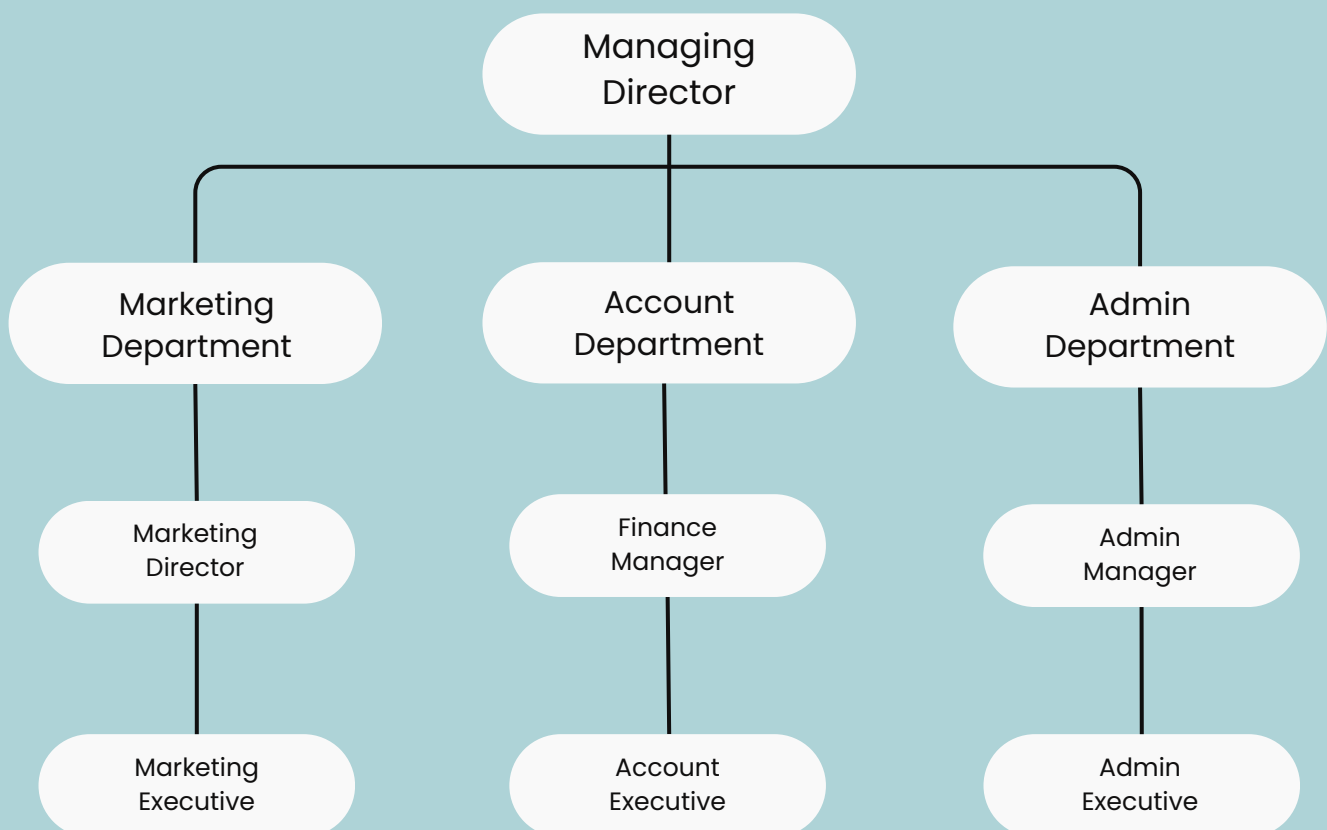 Managing
Director
Marketing
Department
Account
Department
Admin
Department
Marketing
Director
Finance
Manager
Admin
Manager
Marketing
Executive
Account
Executive
Admin
Executive